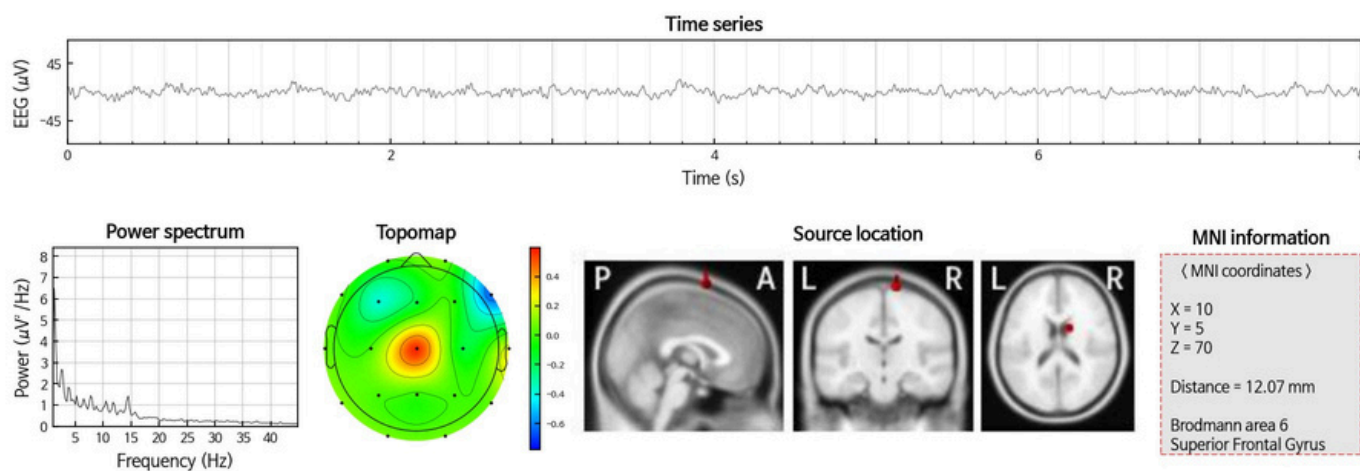 Time series
EEG (μV)
45
-45
0
2
4
6
8
Time (s)
Power spectrum
Topomap
Source location
MNI information
Power (μV²/Hz)
8
7
6
5
4
3
2
1
0
5
10
15
20
25
30
35
40
Frequency (Hz)
0.4
0.2
0.0
−0.2
−0.4
−0.6
P
A
L
R
L
R
〈 MNI coordinates 〉
X = 10
Y = 5
Z = 70
Distance = 12.07 mm
Brodmann area 6
Superior Frontal Gyrus